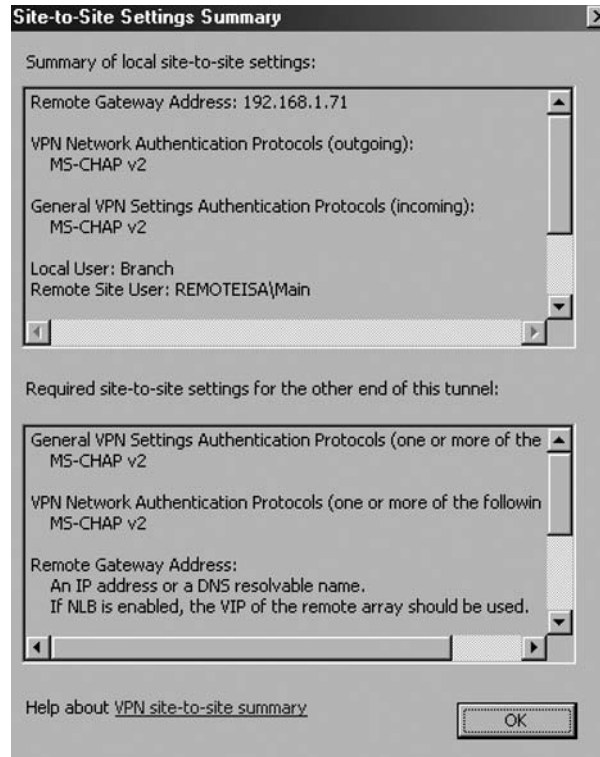 Site-to-Site Settings Summary
Summary of local site-to-site settings:
Remote Gateway Address: 192.168.1.71
VPN Network Authentication Protocols (outgoing):
MS-CHAP v2
General VPN Settings Authentication Protocols (incoming):
MS-CHAP v2
Local User: Branch
Remote Site User: REMOTEISA\Main
Required site-to-site settings for the other end of this tunnel:
General VPN Settings Authentication Protocols (one or more of the
MS-CHAP v2
VPN Network Authentication Protocols (one or more of the followin
MS-CHAP v2
Remote Gateway Address:
An IP address or a DNS resolvable name.
If NLB is enabled, the VIP of the remote array should be used.
Help about VPN site-to-site summary
OK